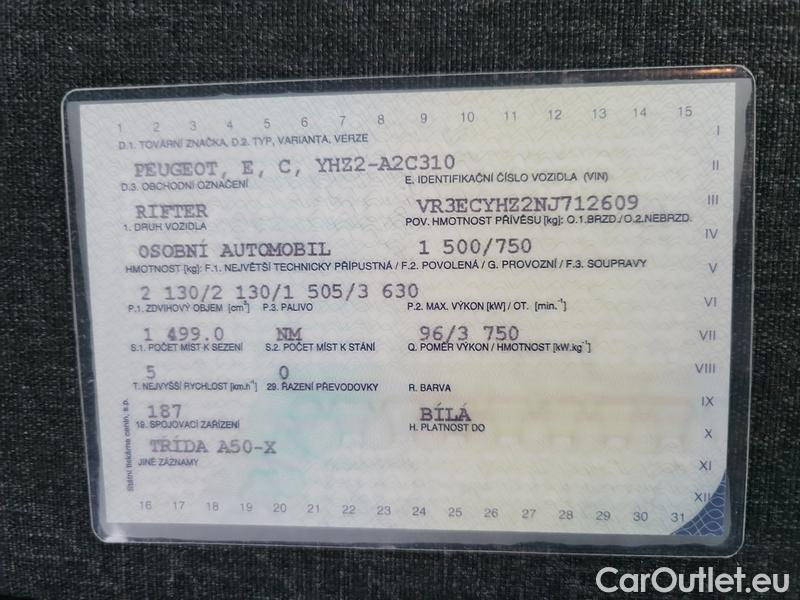 1 2 3 4 5 6 7 8 9 10 11 12 13 14 15
I
D.1. TOVÁRNÍ ZNAČKA, D.2. TYP, VARIANTA, VERZE
PEUGEOT, E, C, YHZ2-A2C310
II
D.3. OBCHODNÍ OZNAČENÍ E. IDENTIFIKAČNÍ ČÍSLO VOZIDLA (VIN)
RIFTER VR3ECYHZ2NJ712609
III
1. DRUH VOZIDLA POV. HMOTNOST PŘÍVĚSU [kg]: O.1.BRZD./O.2.NEBRZD.
OSOBNÍ AUTOMOBIL 1 500/750
IV
HMOTNOST [kg]: F.1. NEJVĚTŠÍ TECHNICKY PŘÍPUSTNÁ / F.2. POVOLENÁ / G. PROVOZNÍ / F.3. SOUPRAVY
V
2 130/2 130/1 505/3 630
P.1. ZDVIHOVÝ OBJEM [cm³] P.3. PALIVO P.2. MAX. VÝKON [kW] / OT. [min.⁻¹]
VI
1 499.0 NM 96/3 750
VII
S.1. POČET MÍST K SEZENÍ S.2. POČET MÍST K STÁNÍ Q. POMĚR VÝKON / HMOTNOST [kW.kg⁻¹]
5 0
VIII
T. NEJVYŠŠÍ RYCHLOST [km.h⁻¹] 29. ŘAZENÍ PŘEVODOVKY R. BARVA
187 BÍLÁ
IX
19. SPOJOVACÍ ZAŘÍZENÍ H. PLATNOST DO
TŘÍDA A50-X
X
JINÉ ZÁZNAMY
XI
XII
16 17 18 19 20 21 22 23 24 25 26 27 28 29 30 31
Státní tiskárna cenin, s.p.
CarOutlet.eu